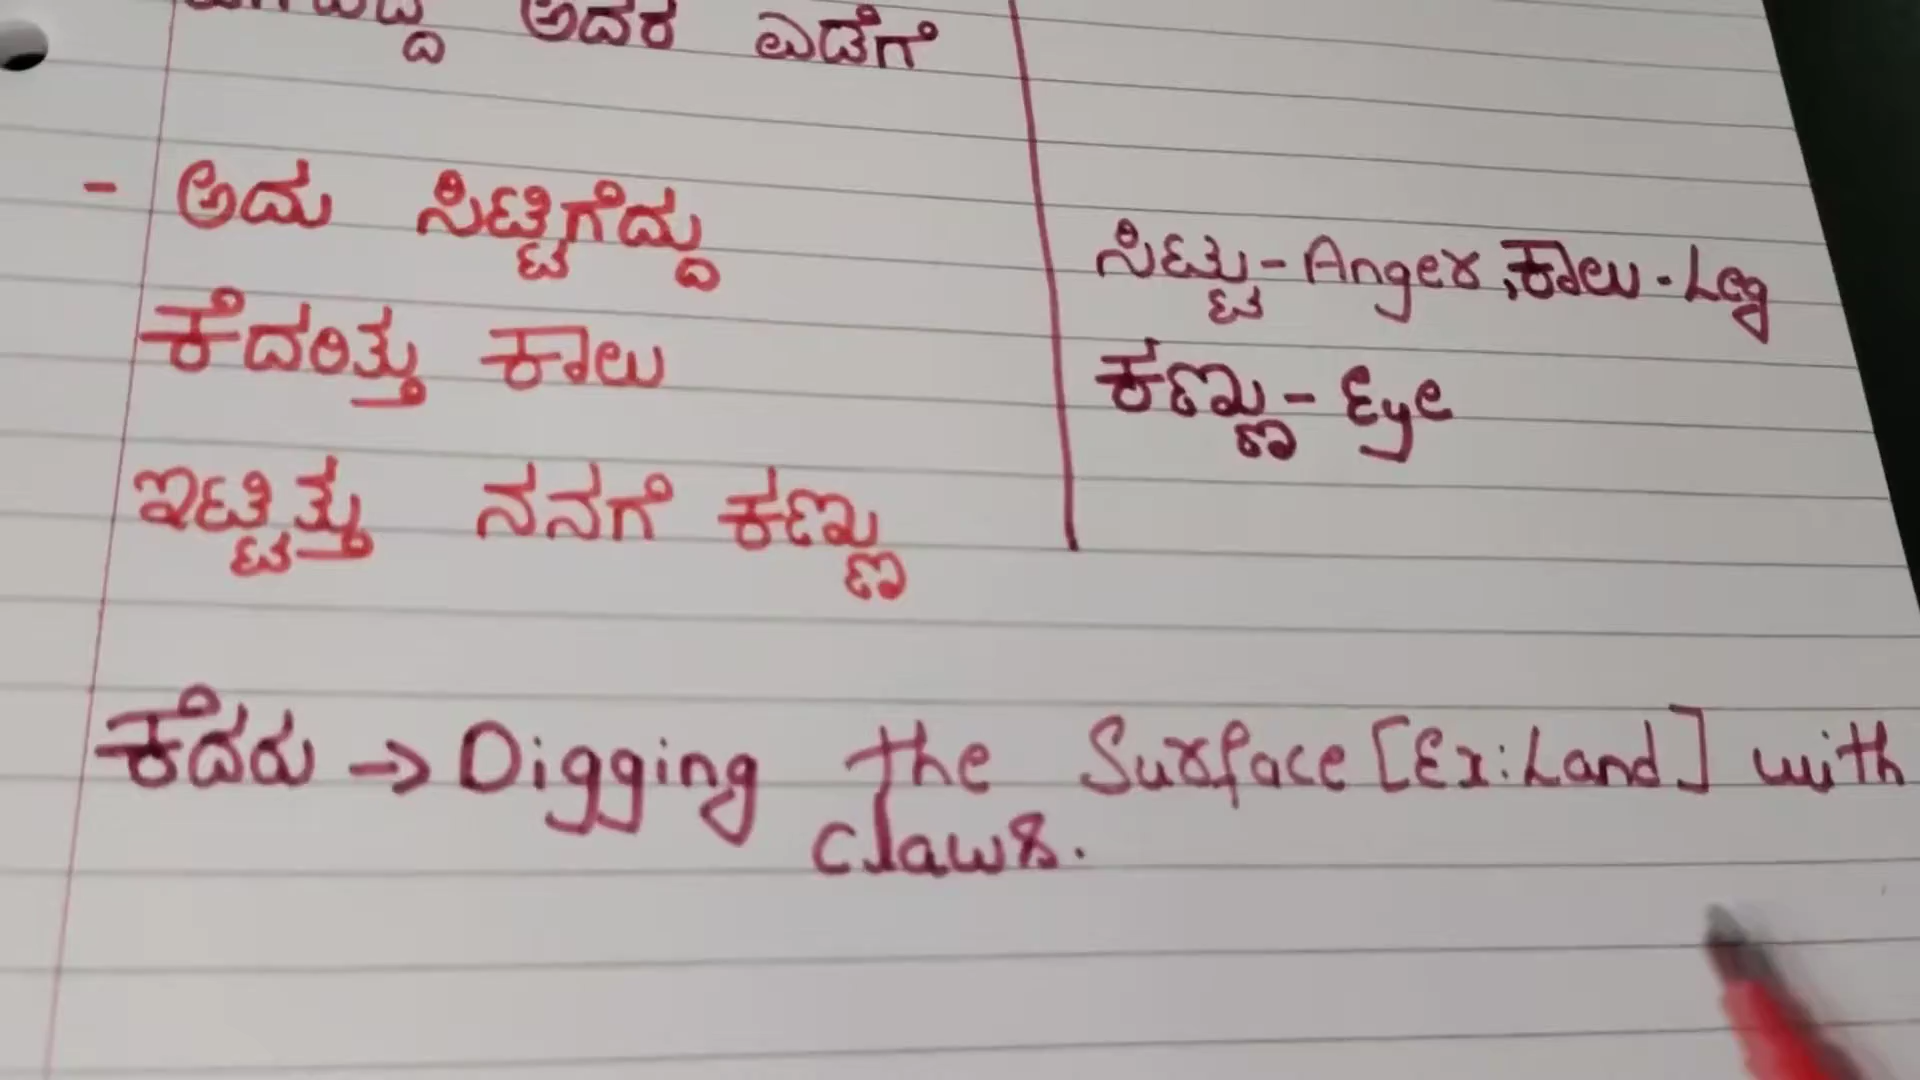 ಅದರ ಎಡೆಗೆ
- ಅದು ಸಿಟ್ಟಿಗೆದ್ದು
ಕೆದರಿತ್ತು ಕಾಲು
ಇಟ್ಟಿತ್ತು ನನಗೆ ಕಣ್ಣು
ಸಿಟ್ಟು - Anger, ಕಾಲು - Leg
ಕಣ್ಣು - Eye
ಕೆದರು → Digging the Surface [Ex: Land] with
claws.